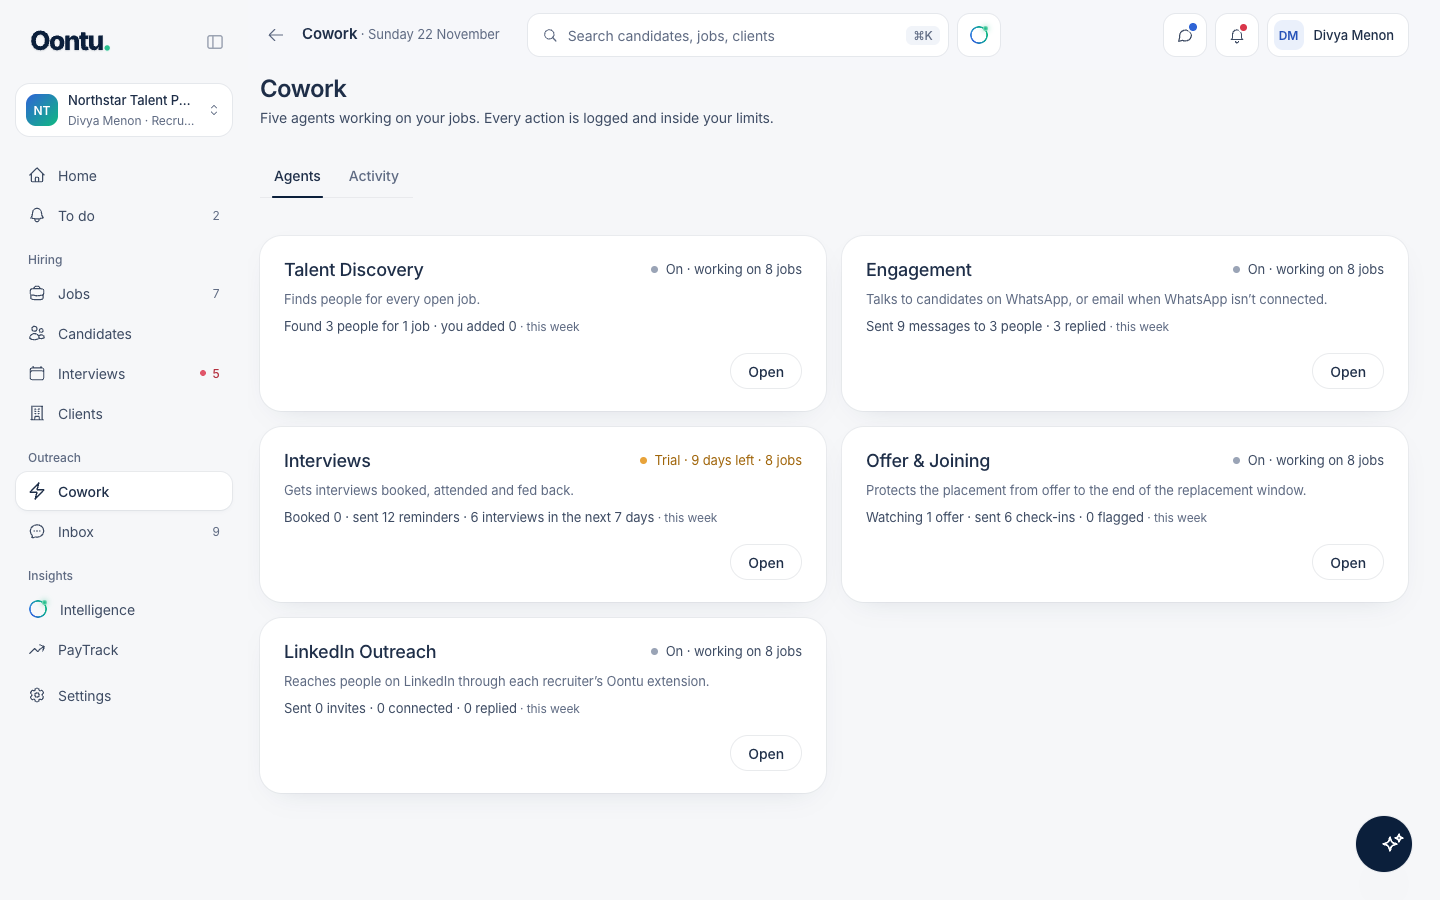 Oontu.
Northstar Talent P...
Divya Menon · Recru...
NT
Home
To do 2
Hiring
Jobs 7
Candidates
Interviews 5
Clients
Outreach
Cowork
Inbox 9
Insights
Intelligence
PayTrack
Settings
Cowork · Sunday 22 November
Search candidates, jobs, clients ⌘K
DM Divya Menon
Cowork
Five agents working on your jobs. Every action is logged and inside your limits.
Agents Activity
Talent Discovery On · working on 8 jobs
Finds people for every open job.
Found 3 people for 1 job · you added 0 · this week
Open
Engagement On · working on 8 jobs
Talks to candidates on WhatsApp, or email when WhatsApp isn’t connected.
Sent 9 messages to 3 people · 3 replied · this week
Open
Interviews Trial · 9 days left · 8 jobs
Gets interviews booked, attended and fed back.
Booked 0 · sent 12 reminders · 6 interviews in the next 7 days · this week
Open
Offer & Joining On · working on 8 jobs
Protects the placement from offer to the end of the replacement window.
Watching 1 offer · sent 6 check-ins · 0 flagged · this week
Open
LinkedIn Outreach On · working on 8 jobs
Reaches people on LinkedIn through each recruiter’s Oontu extension.
Sent 0 invites · 0 connected · 0 replied · this week
Open